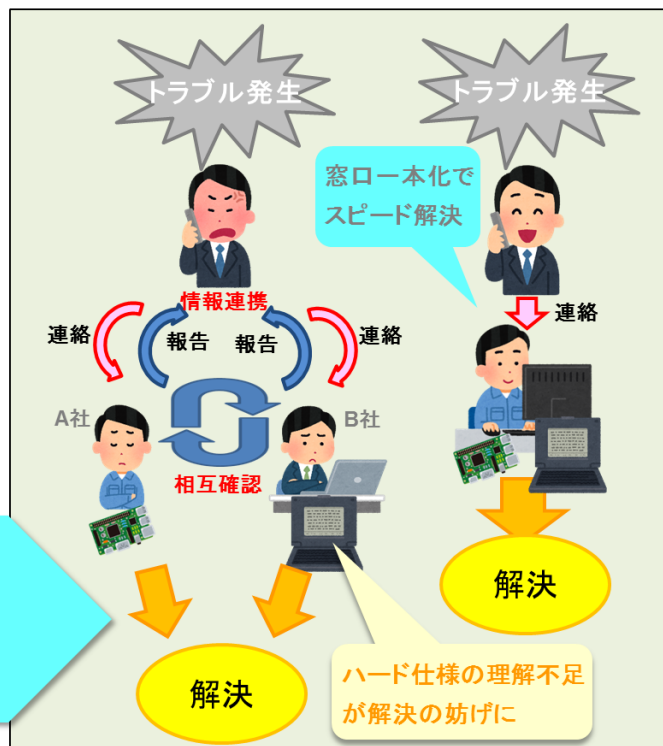 トラブル発生
トラブル発生
窓口一本化で
スピード解決
情報連携
連絡
報告
報告
連絡
連絡
A社
B社
相互確認
解決
解決
ハード仕様の理解不足
が解決の妨げに